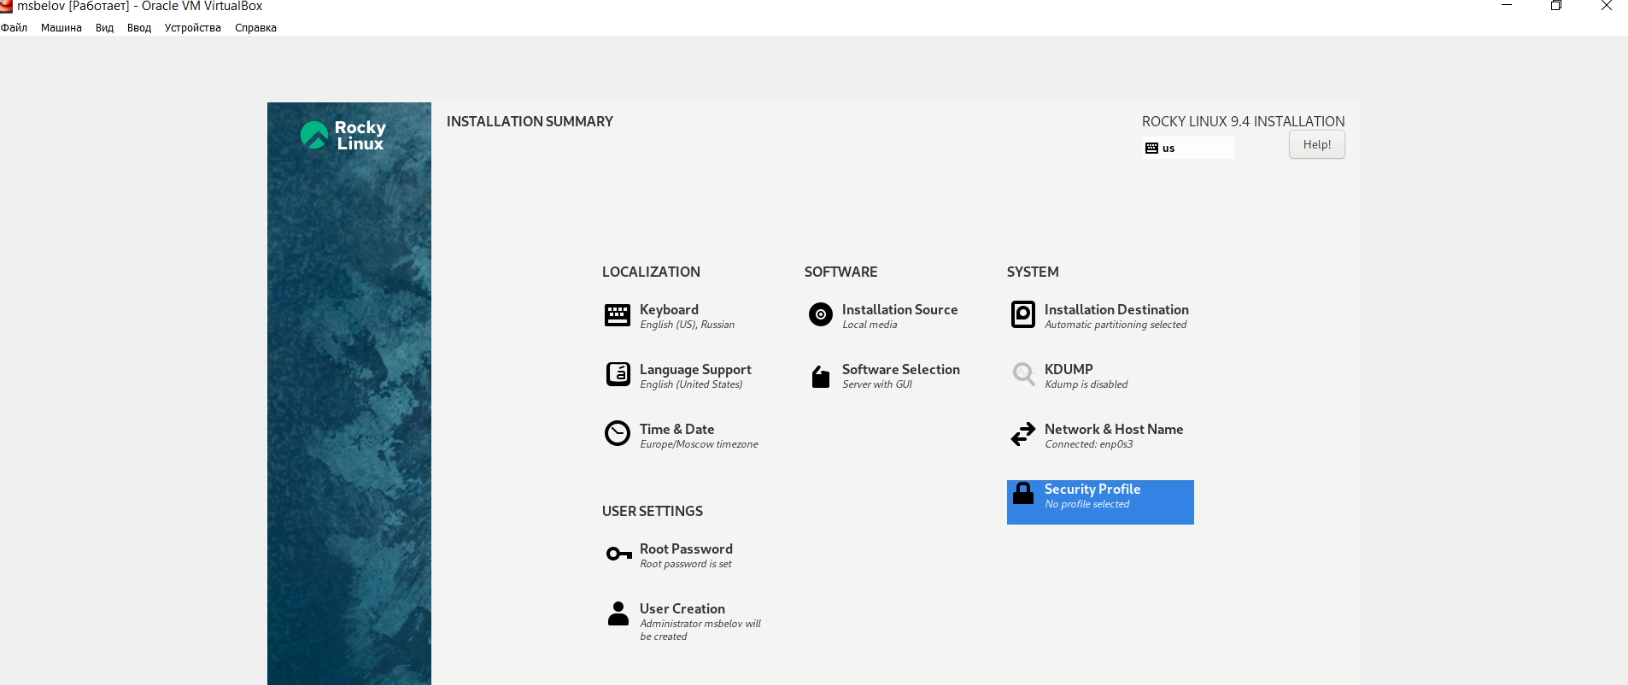 msbelov [Работает] - Oracle VM VirtualBox
Файл Машина Вид Ввод Устройства Справка
Rocky
Linux
INSTALLATION SUMMARY
ROCKY LINUX 9.4 INSTALLATION
us
Help!
LOCALIZATION
Keyboard
English (US), Russian
Language Support
English (United States)
Time & Date
Europe/Moscow timezone
SOFTWARE
Installation Source
Local media
Software Selection
Server with GUI
SYSTEM
Installation Destination
Automatic partitioning selected
KDUMP
Kdump is disabled
Network & Host Name
Connected: enp0s3
Security Profile
No profile selected
USER SETTINGS
Root Password
Root password is set
User Creation
Administrator msbelov will
be created